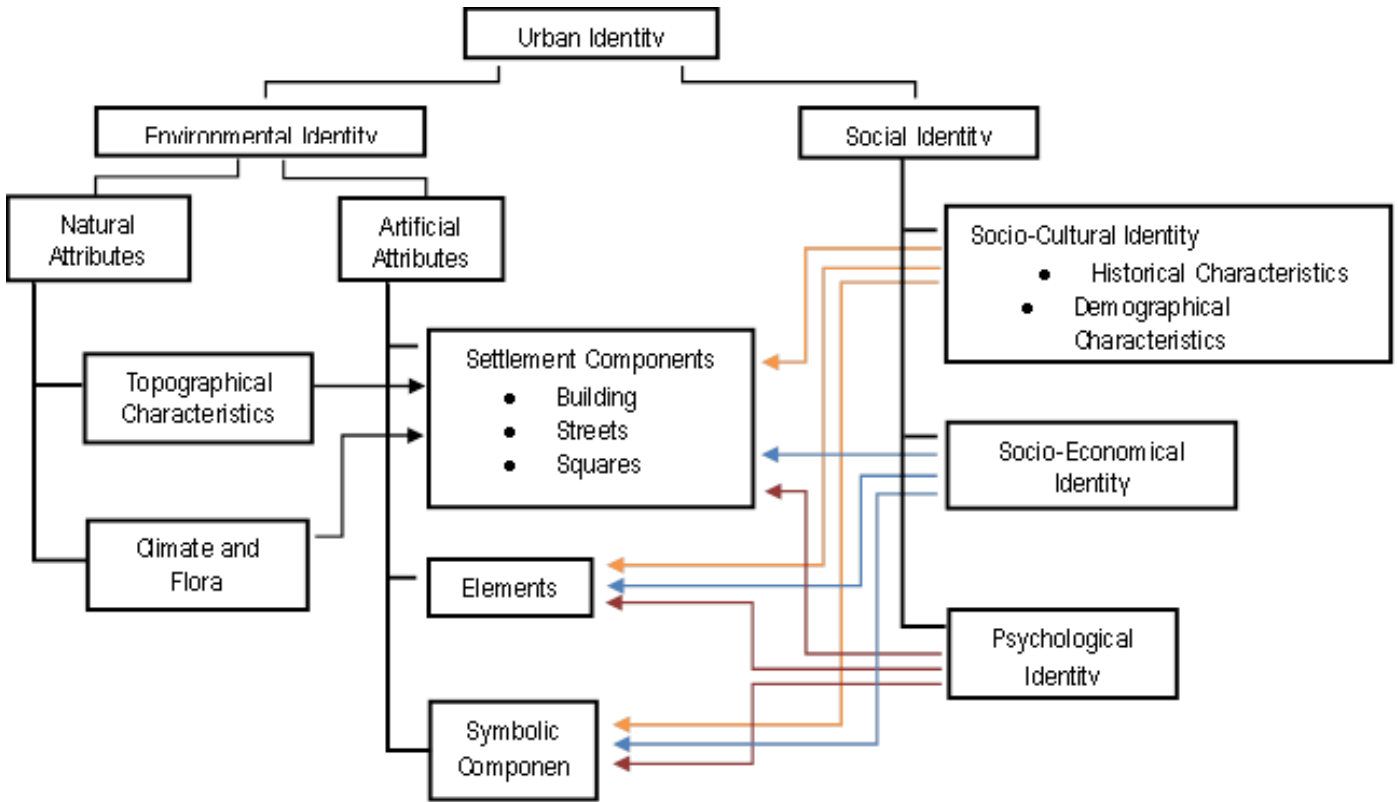 Urban Identity
Environmental Identity
Social Identity
Natural
Attributes
Artificial
Attributes
Socio-Cultural Identity
● Historical Characteristics
● Demographical
Characteristics
Settlement Components
● Building
● Streets
● Squares
Topographical
Characteristics
Socio-Economical
Identity
Climate and
Flora
Elements
Psychological
Identity
Symbolic
Componen